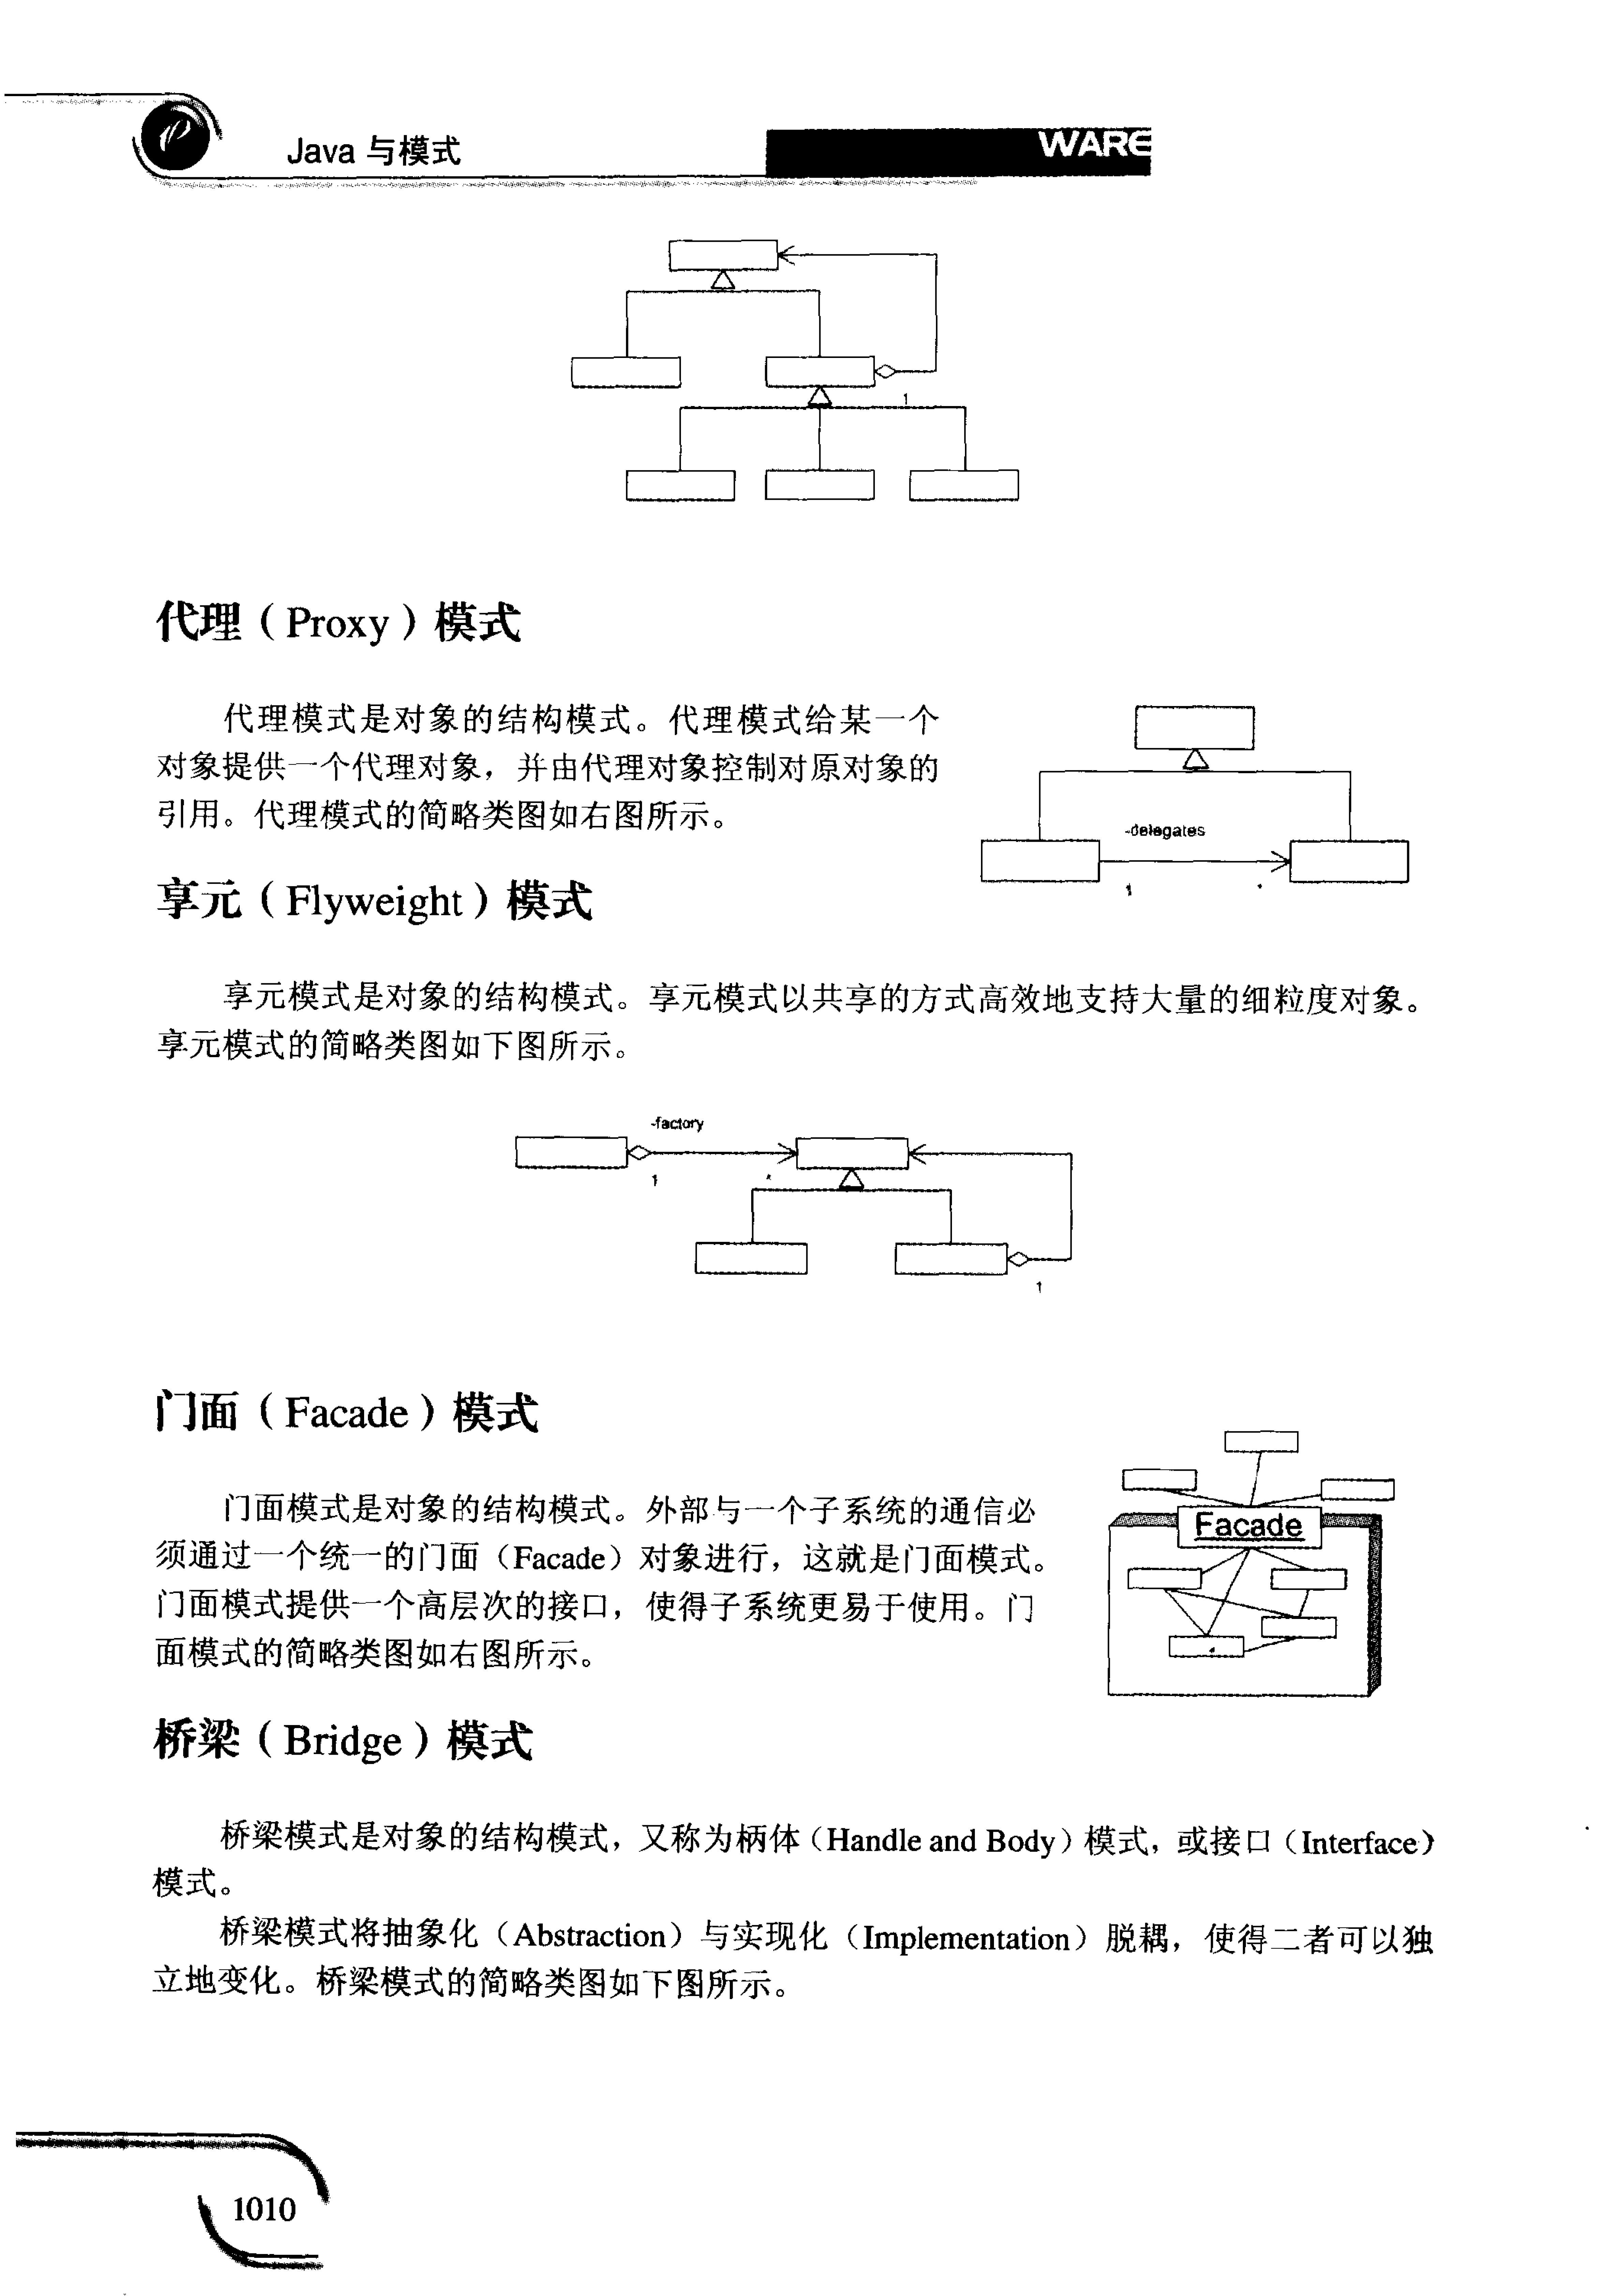 Java 与模式
WARE
1
代理（Proxy）模式
代理模式是对象的结构模式。代理模式给某一个
对象提供一个代理对象，并由代理对象控制对原对象的
引用。代理模式的简略类图如右图所示。
-delegates
1
*
享元（Flyweight）模式
享元模式是对象的结构模式。享元模式以共享的方式高效地支持大量的细粒度对象。
享元模式的简略类图如下图所示。
-factory
1
*
1
门面（Facade）模式
门面模式是对象的结构模式。外部与一个子系统的通信必
须通过一个统一的门面（Facade）对象进行，这就是门面模式。
门面模式提供一个高层次的接口，使得子系统更易于使用。门
面模式的简略类图如右图所示。
Facade
桥梁（Bridge）模式
桥梁模式是对象的结构模式，又称为柄体（Handle and Body）模式，或接口（Interface）
模式。
桥梁模式将抽象化（Abstraction）与实现化（Implementation）脱耦，使得二者可以独
立地变化。桥梁模式的简略类图如下图所示。
1010